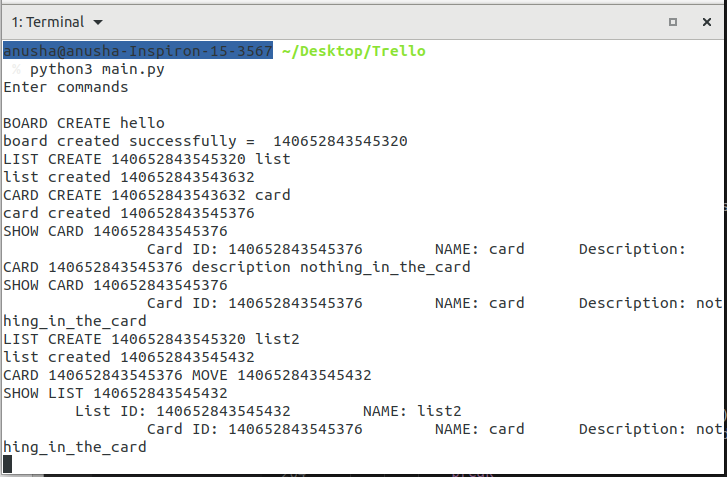 1: Terminal
anusha@anusha-Inspiron-15-3567 ~/Desktop/Trello
% python3 main.py
Enter commands
BOARD CREATE hello
board created successfully =  140652843545320
LIST CREATE 140652843545320 list
list created 140652843543632
CARD CREATE 140652843543632 card
card created 140652843545376
SHOW CARD 140652843545376
Card ID: 140652843545376        NAME: card      Description:
CARD 140652843545376 description nothing_in_the_card
SHOW CARD 140652843545376
Card ID: 140652843545376        NAME: card      Description: not
hing_in_the_card
LIST CREATE 140652843545320 list2
list created 140652843545432
CARD 140652843545376 MOVE 140652843545432
SHOW LIST 140652843545432
List ID: 140652843545432        NAME: list2
Card ID: 140652843545376        NAME: card      Description: not
hing_in_the_card